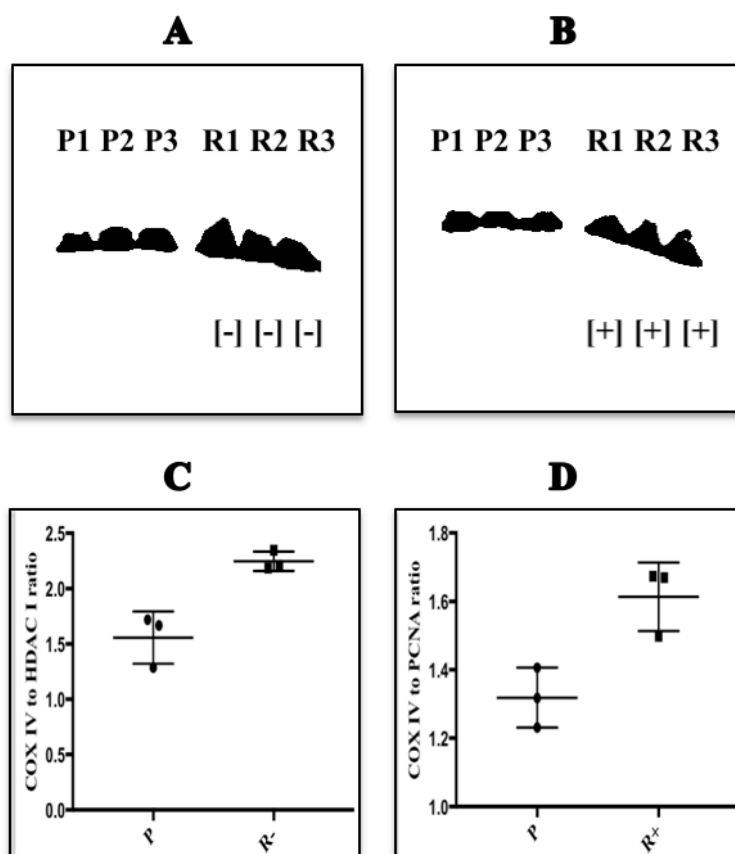 A
P1 P2 P3 R1 R2 R3
[-] [-] [-]
B
P1 P2 P3 R1 R2 R3
[+] [+] [+]
C
COX IV to HDAC I ratio
2.5
2.0
1.5
1.0
0.5
0.0
P R-
D
COX IV to PCNA ratio
1.8
1.6
1.4
1.2
1.0
P R+